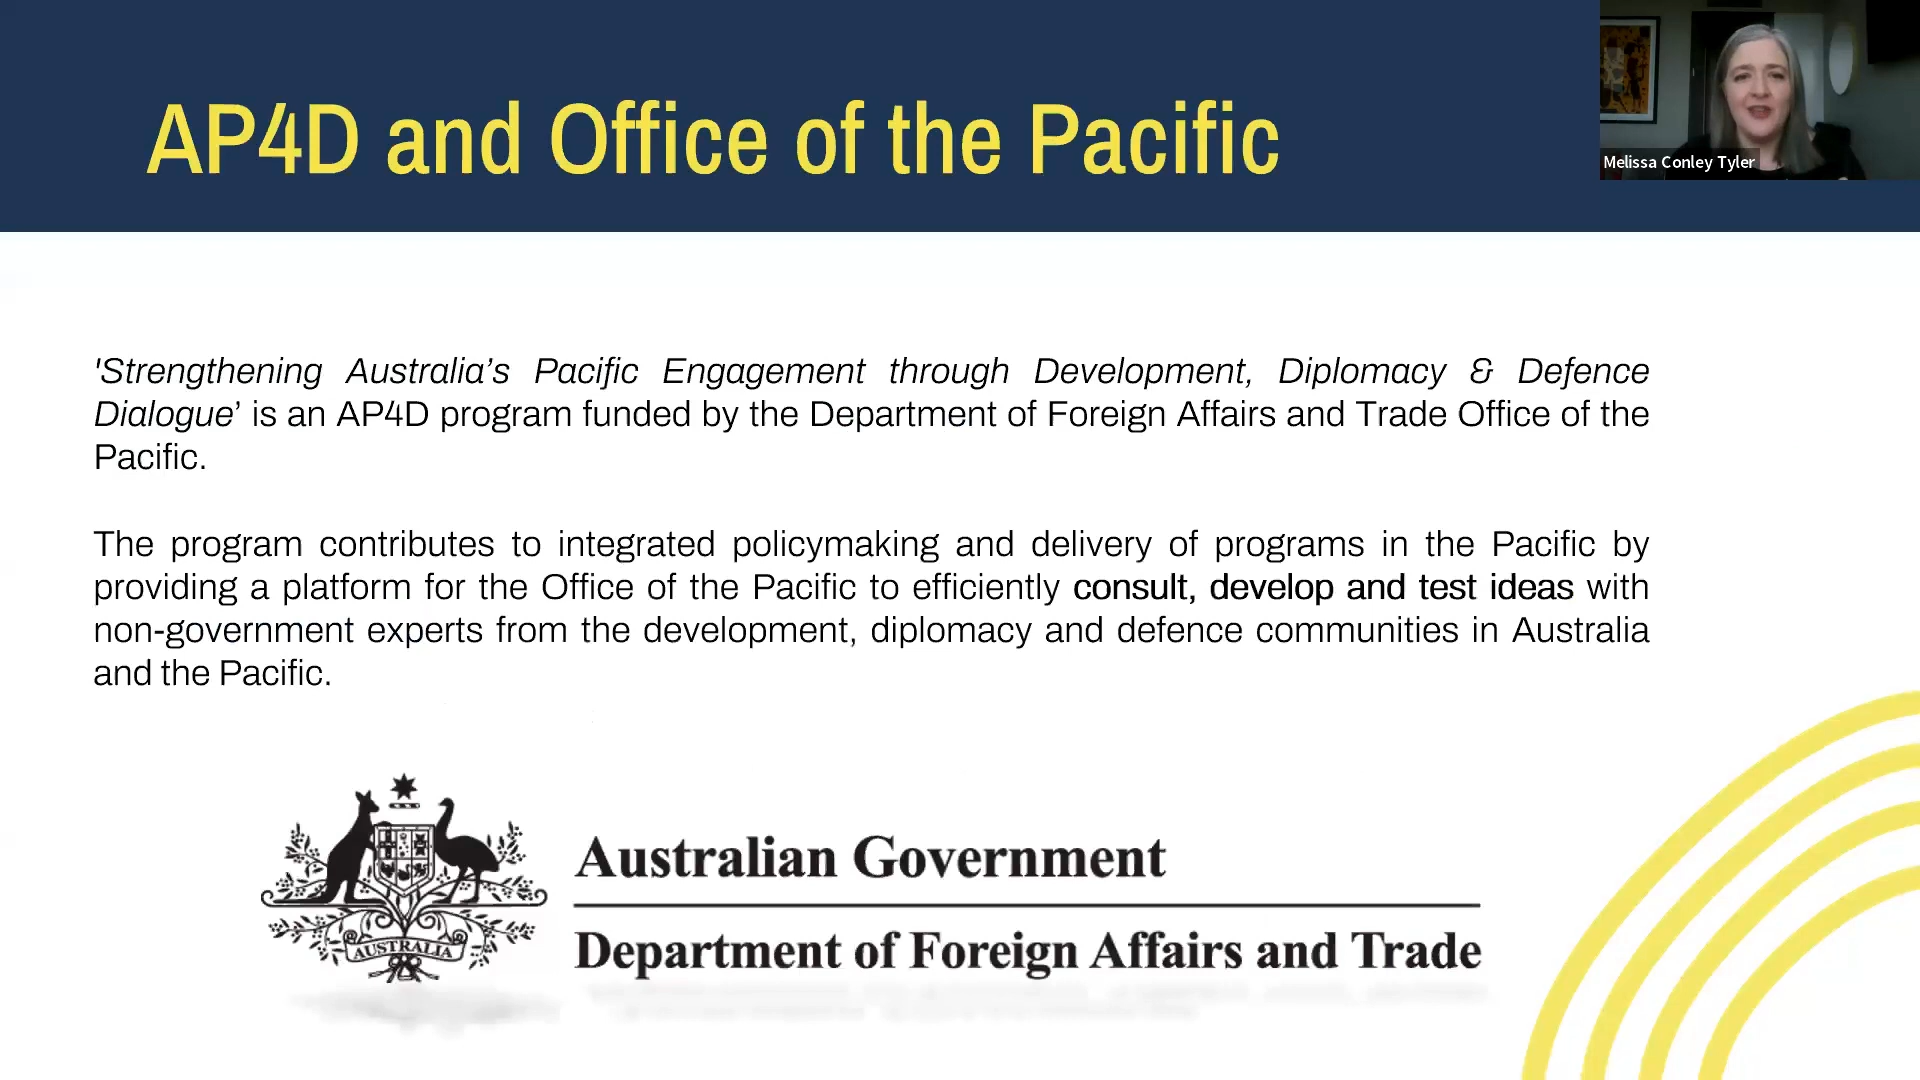 AP4D and Office of the Pacific
Melissa Conley Tyler
'Strengthening Australia’s Pacific Engagement through Development, Diplomacy & Defence
Dialogue’ is an AP4D program funded by the Department of Foreign Affairs and Trade Office of the
Pacific.
The program contributes to integrated policymaking and delivery of programs in the Pacific by
providing a platform for the Office of the Pacific to efficiently consult, develop and test ideas with
non-government experts from the development, diplomacy and defence communities in Australia
and the Pacific.
AUSTRALIA
Australian Government
Department of Foreign Affairs and Trade